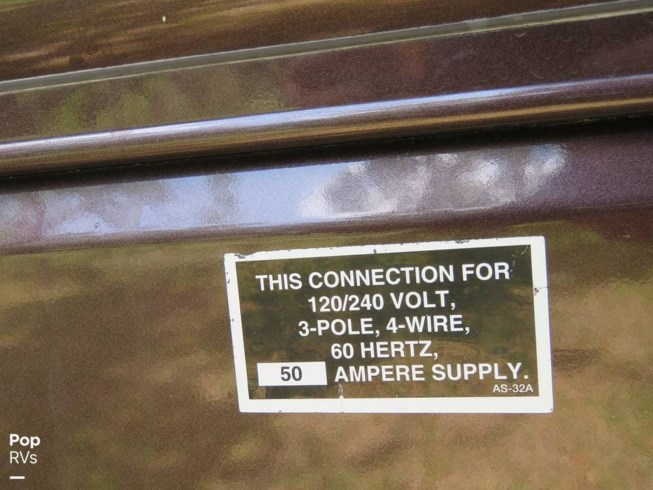 THIS CONNECTION FOR
120/240 VOLT,
3-POLE, 4-WIRE,
60 HERTZ,
50 AMPERE SUPPLY.
AS-32A
Pop
RVs